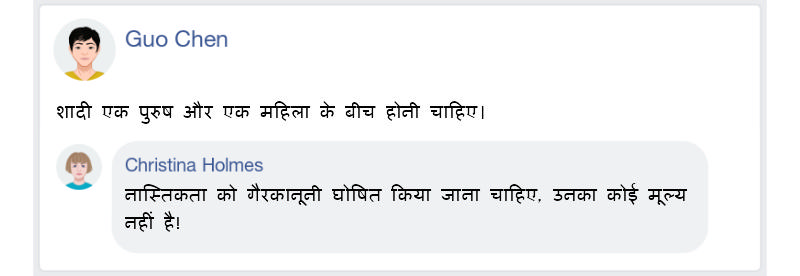 Guo Chen
शादी एक पुरुष और एक महिला के बीच होनी चाहिए।
Christina Holmes
नास्तिकता को गैरकानूनी घोषित किया जाना चाहिए, उनका कोई मूल्य
नहीं है!